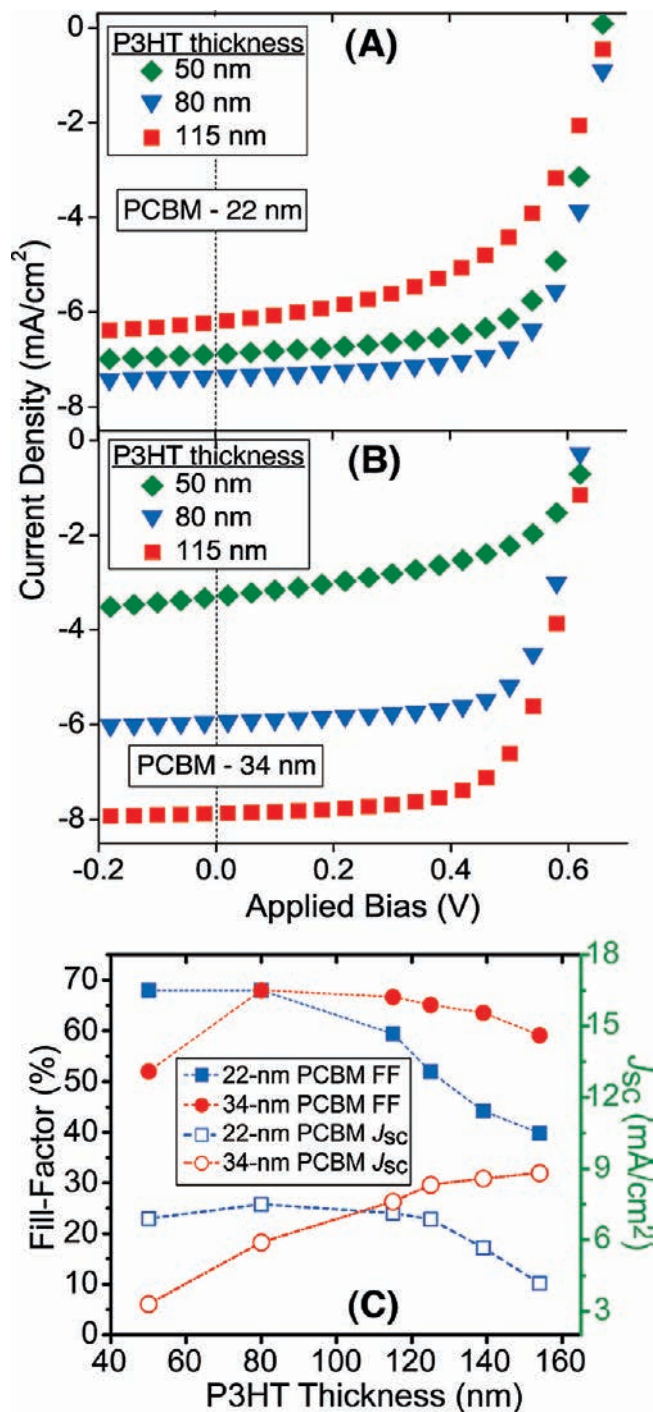 (A)
P3HT thickness
50 nm
80 nm
115 nm
PCBM - 22 nm
0
-2
-4
-6
-8
Current Density (mA/cm2)
(B)
P3HT thickness
50 nm
80 nm
115 nm
PCBM - 34 nm
0
-2
-4
-6
-8
-0.2 0.0 0.2 0.4 0.6
Applied Bias (V)
(C)
22-nm PCBM FF
34-nm PCBM FF
22-nm PCBM JSC
34-nm PCBM JSC
70
60
50
40
30
20
10
0
Fill-Factor (%)
18
15
12
9
6
3
JSC (mA/cm2)
40 60 80 100 120 140 160
P3HT Thickness (nm)